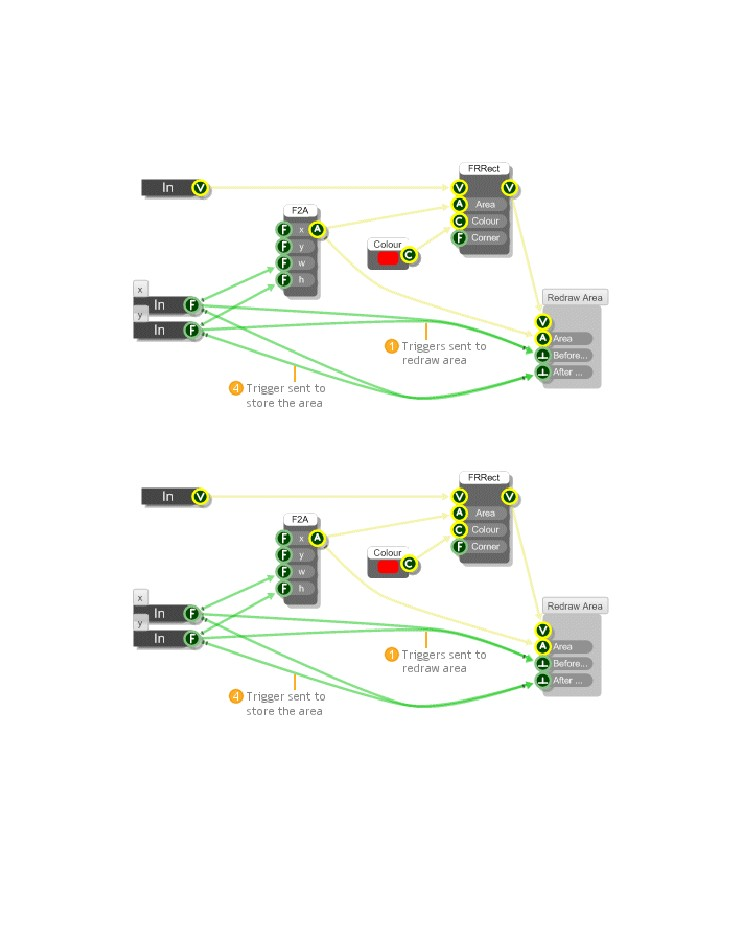 FRRect
In V V V
F2A
A .Area
F x A
C Colour
F y
Colour
F Corner
C
F w
F h
x
Redraw Area
In F
V
y
In F
A Area
1 Triggers sent to
redraw area
Before...
After ...
4 Trigger sent to
store the area
FRRect
In V V V
F2A
A .Area
F x A
C Colour
F y
Colour
F Corner
C
F w
F h
x
Redraw Area
In F
V
y
In F
A Area
1 Triggers sent to
redraw area
Before...
After ...
4 Trigger sent to
store the area